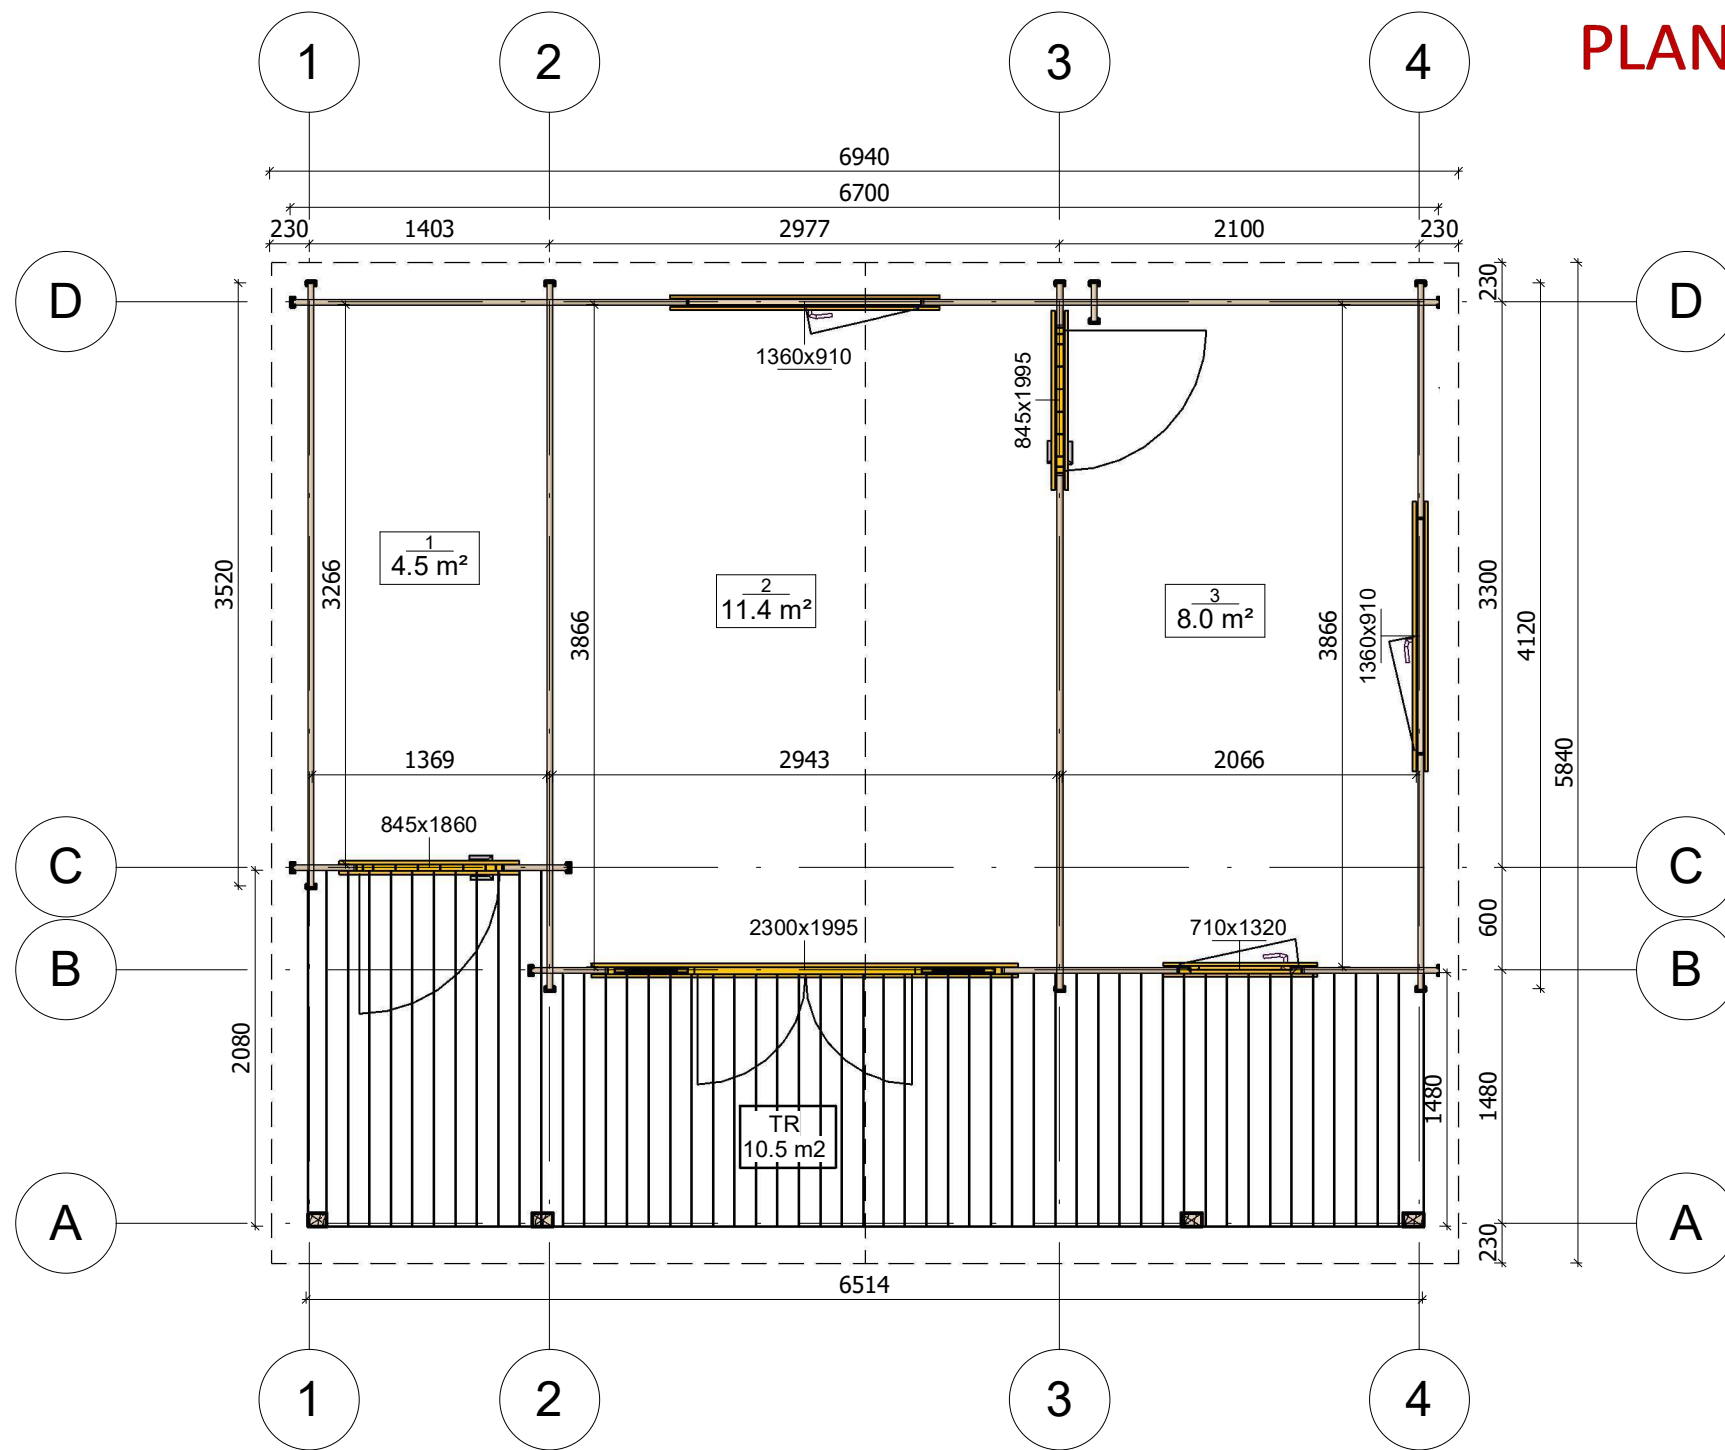 PLAN
1 2 3 4
6940
6700
230 1403 2977 2100 230
D D
230
1360x910
845x1995
1
4.5 m²
2
11.4 m²
3
8.0 m²
3520
3266
3866
3866
1360x910
3300
4120
5840
1369 2943 2066
845x1860
C C
2300x1995
710x1320
600
B B
2080
1480
1480
TR
10.5 m2
A A
230
6514
1 2 3 4